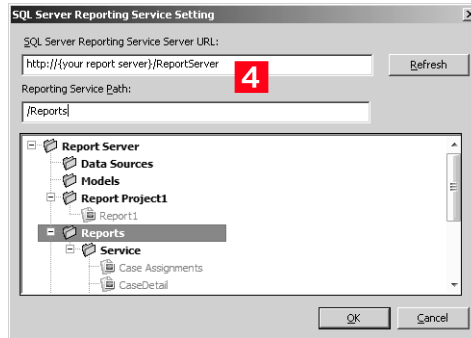 SQL Server Reporting Service Setting
SQL Server Reporting Service Server URL:
http://{your report server}/ReportServer
Refresh
4
Reporting Service Path:
/Reports
Report Server
Data Sources
Models
Report Project1
Report1
Reports
Service
Case Assignments
CaseDetail
OK
Cancel